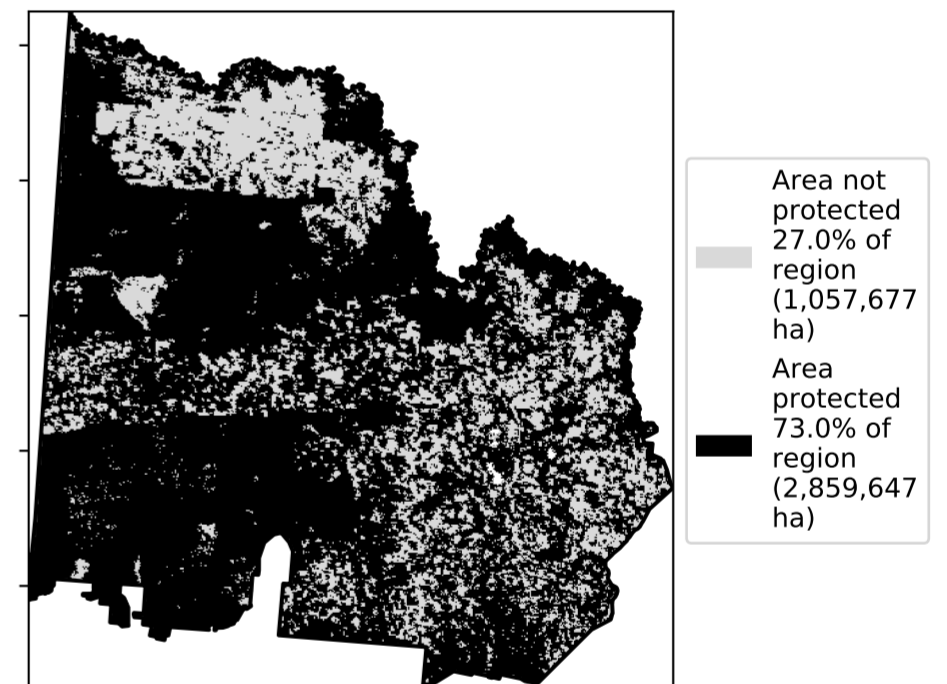 Area not
protected
27.0% of
region
(1,057,677
ha)
Area
protected
73.0% of
region
(2,859,647
ha)